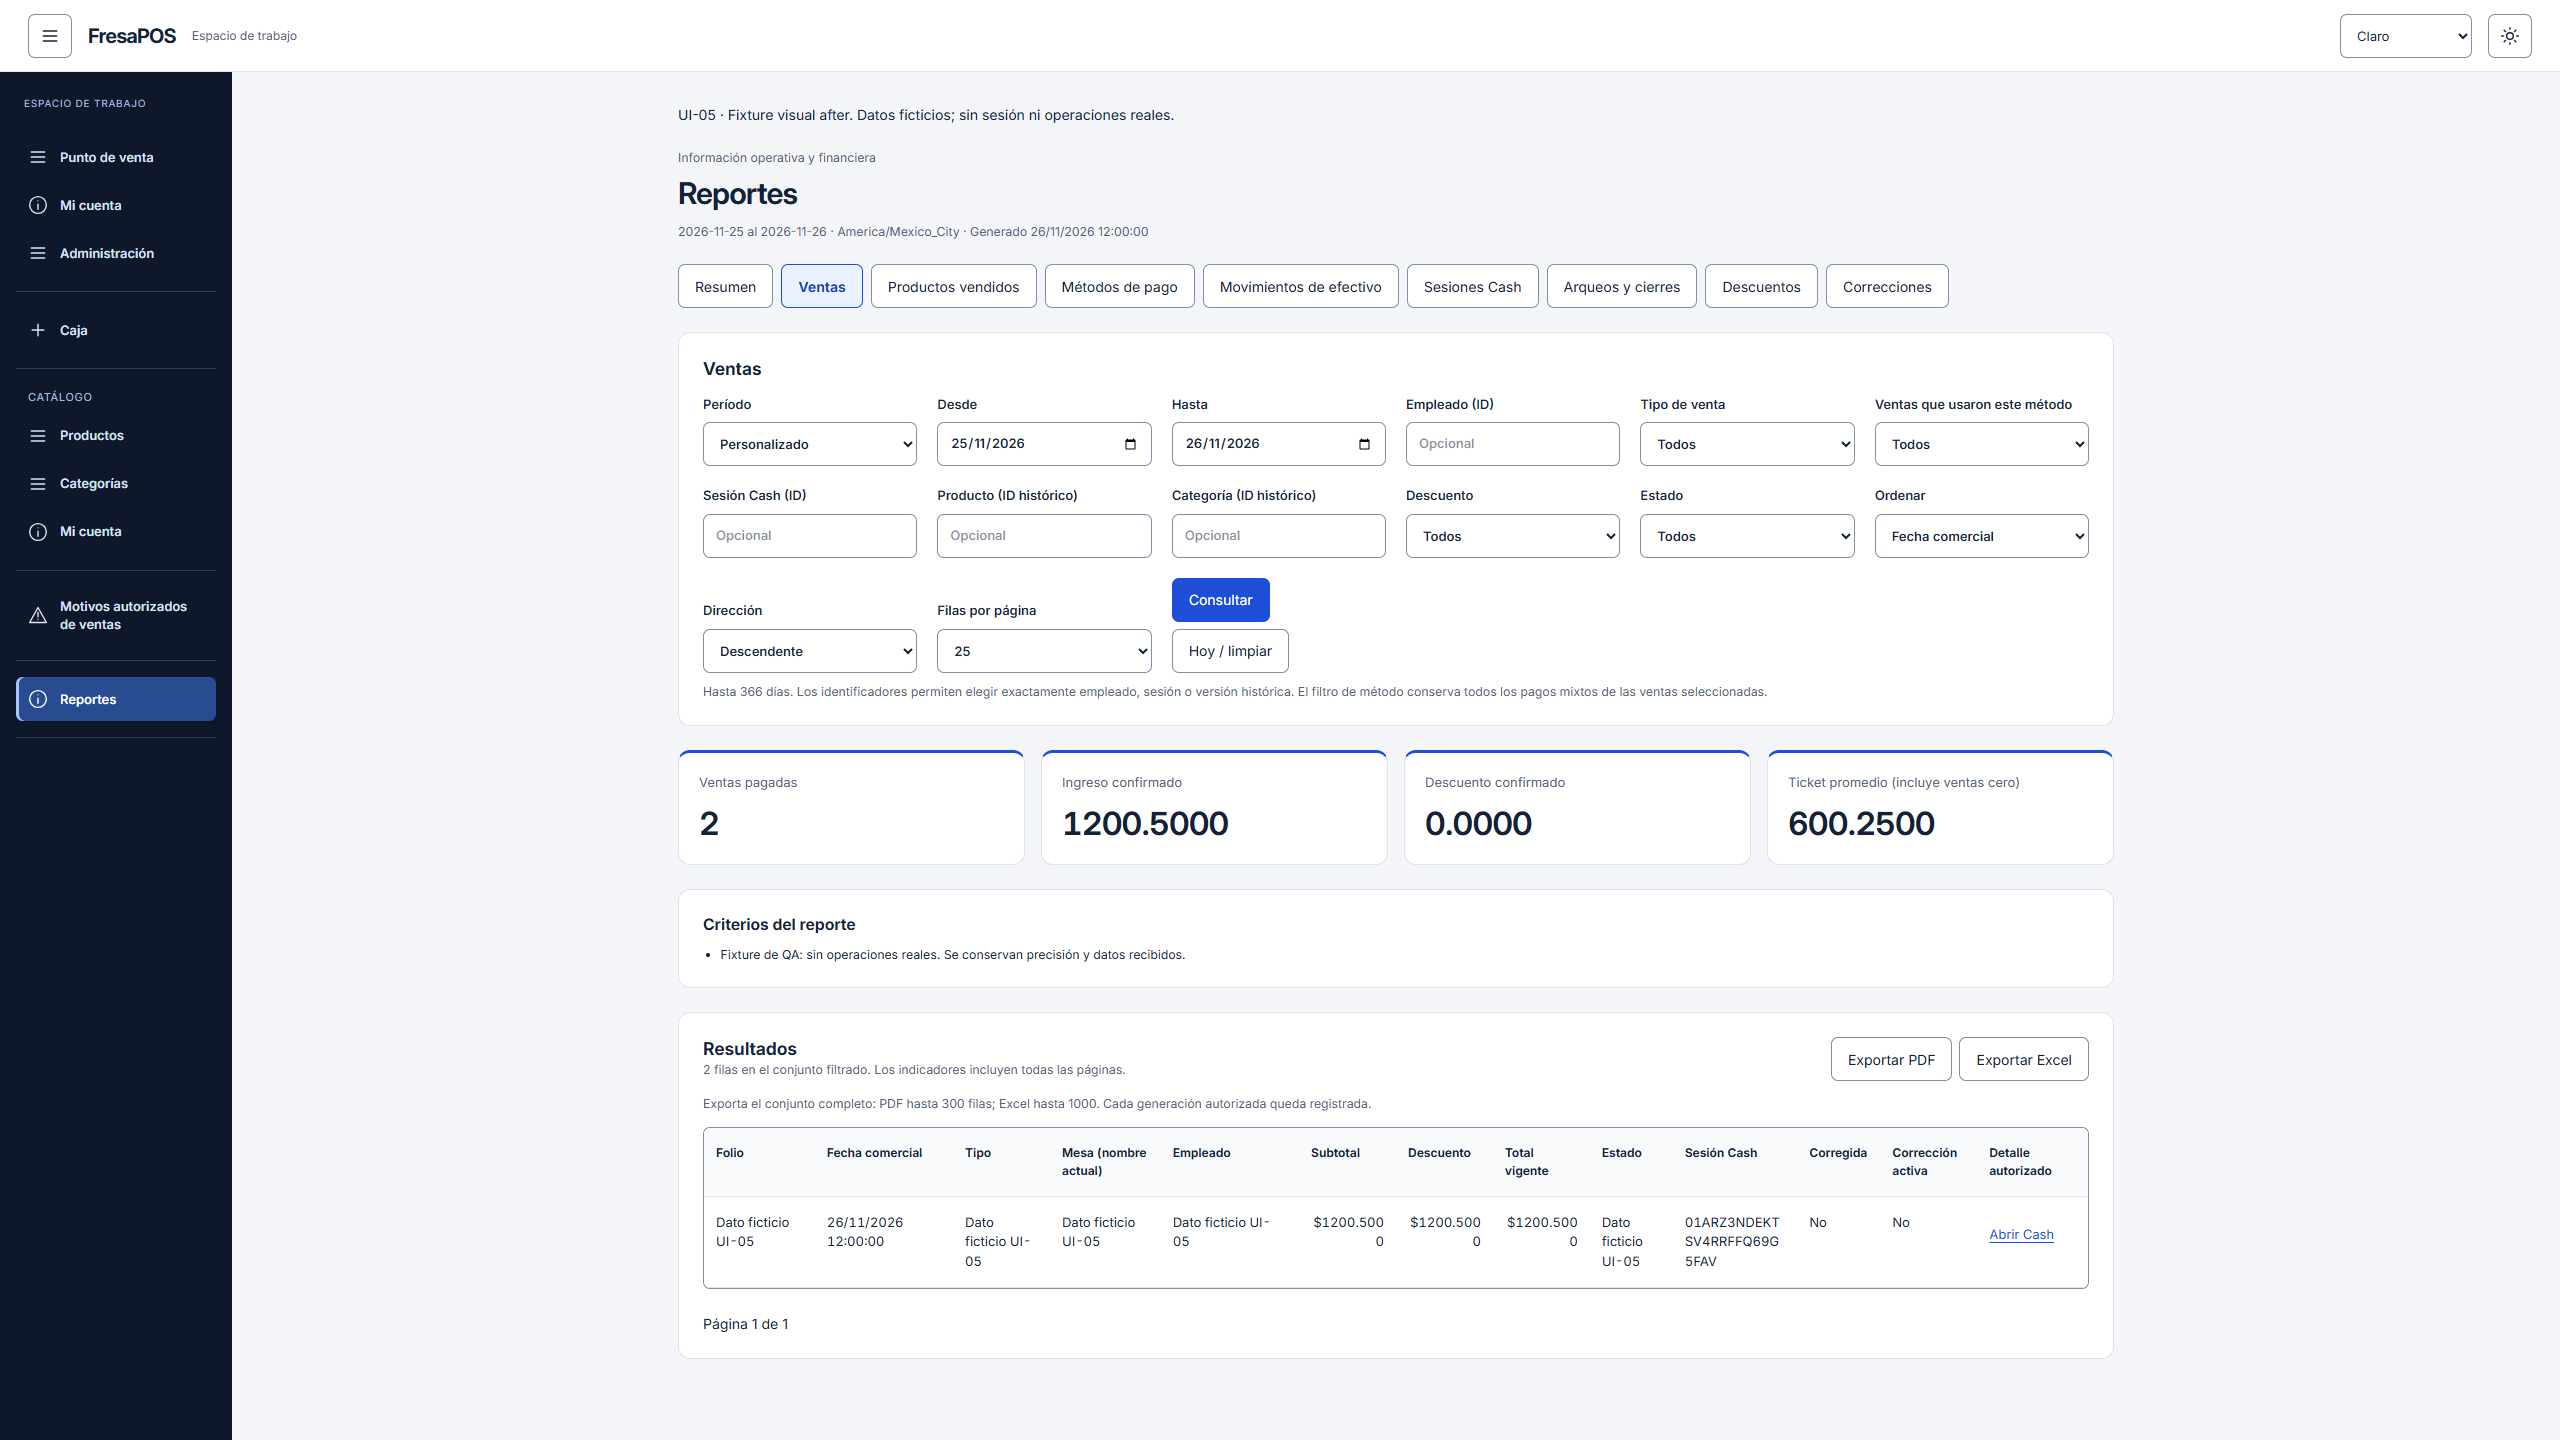 FresaPOS Espacio de trabajo Claro
ESPACIO DE TRABAJO
Punto de venta
Mi cuenta
Administración
Caja
CATÁLOGO
Productos
Categorías
Mi cuenta
Motivos autorizados
de ventas
Reportes
UI-05 · Fixture visual after. Datos ficticios; sin sesión ni operaciones reales.
Información operativa y financiera
Reportes
2026-11-25 al 2026-11-26 · America/Mexico_City · Generado 26/11/2026 12:00:00
Resumen Ventas Productos vendidos Métodos de pago Movimientos de efectivo Sesiones Cash Arqueos y cierres Descuentos Correcciones
Ventas
Período Desde Hasta Empleado (ID) Tipo de venta Ventas que usaron este método
Personalizado 25/11/2026 26/11/2026 Opcional Todos Todos
Sesión Cash (ID) Producto (ID histórico) Categoría (ID histórico) Descuento Estado Ordenar
Opcional Opcional Opcional Todos Todos Fecha comercial
Consultar
Dirección Filas por página
Descendente 25 Hoy / limpiar
Hasta 366 días. Los identificadores permiten elegir exactamente empleado, sesión o versión histórica. El filtro de método conserva todos los pagos mixtos de las ventas seleccionadas.
Ventas pagadas Ingreso confirmado Descuento confirmado Ticket promedio (incluye ventas cero)
2 1200.5000 0.0000 600.2500
Criterios del reporte
• Fixture de QA: sin operaciones reales. Se conservan precisión y datos recibidos.
Resultados
2 filas en el conjunto filtrado. Los indicadores incluyen todas las páginas.
Exportar PDF Exportar Excel
Exporta el conjunto completo: PDF hasta 300 filas; Excel hasta 1000. Cada generación autorizada queda registrada.
Folio Fecha comercial Tipo Mesa (nombre Empleado Subtotal Descuento Total Estado Sesión Cash Corregida Corrección Detalle
actual) vigente activa autorizado
Dato ficticio 26/11/2026 Dato Dato ficticio Dato ficticio UI- $1200.500 $1200.500 $1200.500 Dato 01ARZ3NDEKT No No Abrir Cash
UI-05 12:00:00 ficticio UI- UI-05 05 0 0 0 ficticio SV4RRFFQ69G
05 UI-05 5FAV
Página 1 de 1